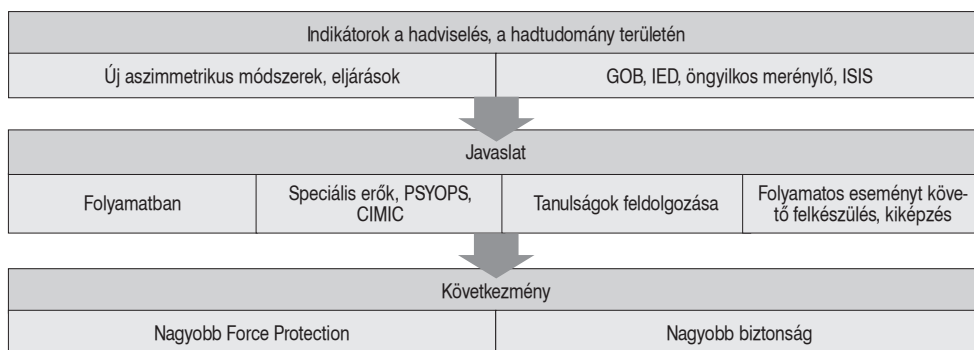 Indikátorok a hadviselés, a hadtudomány területén
Új aszimmetrikus módszerek, eljárások
GOB, IED, öngyilkos merénylő, ISIS
Javaslat
Folyamatban
Speciális erők, PSYOPS,
CIMIC
Tanulságok feldolgozása
Folyamatos eseményt köve-
tő felkészülés, kiképzés
Következmény
Nagyobb Force Protection
Nagyobb biztonság